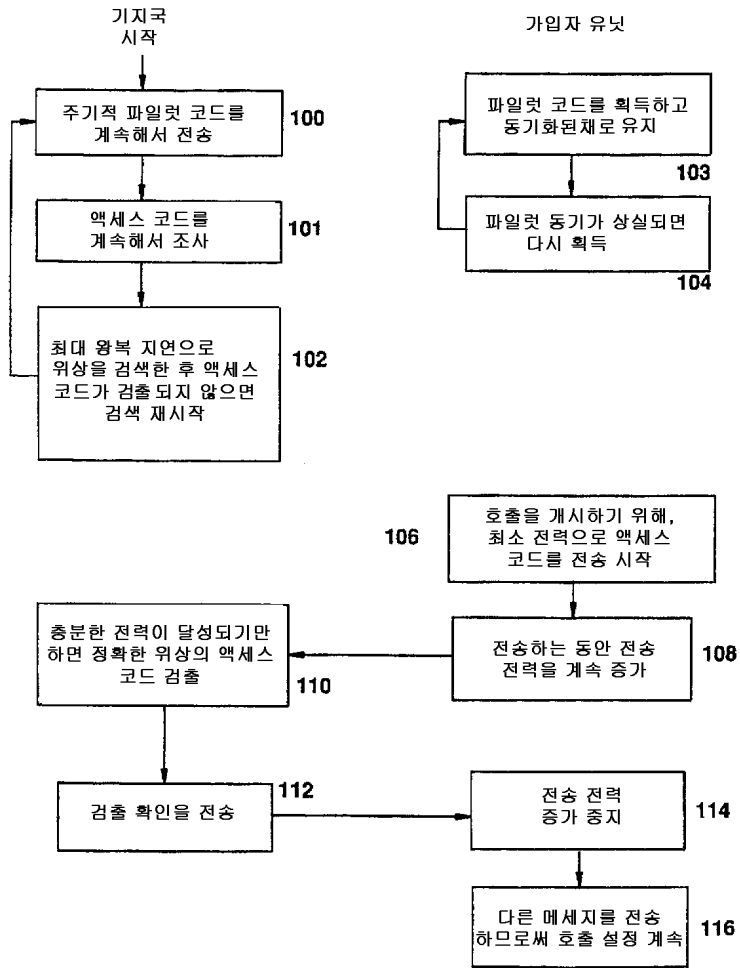 기지국
시작
가입자 유닛
주기적 파일럿 코드를
계속해서 전송
100
파일럿 코드를 획득하고
동기화된채로 유지
103
액세스 코드를
계속해서 조사
101
파일럿 동기가 상실되면
다시 획득
104
최대 왕복 지연으로
위상을 검색한 후 액세스
코드가 검출되지 않으면
검색 재시작
102
106
호출을 개시하기 위해,
최소 전력으로 액세스
코드를 전송 시작
전송하는 동안 전송
전력을 계속 증가
108
충분한 전력이 달성되기만
하면 정확한 위상의 액세스
코드 검출
110
검출 확인을 전송
112
전송 전력
증가 중지
114
다른 메세지를 전송
하므로써 호출 설정 계속
116